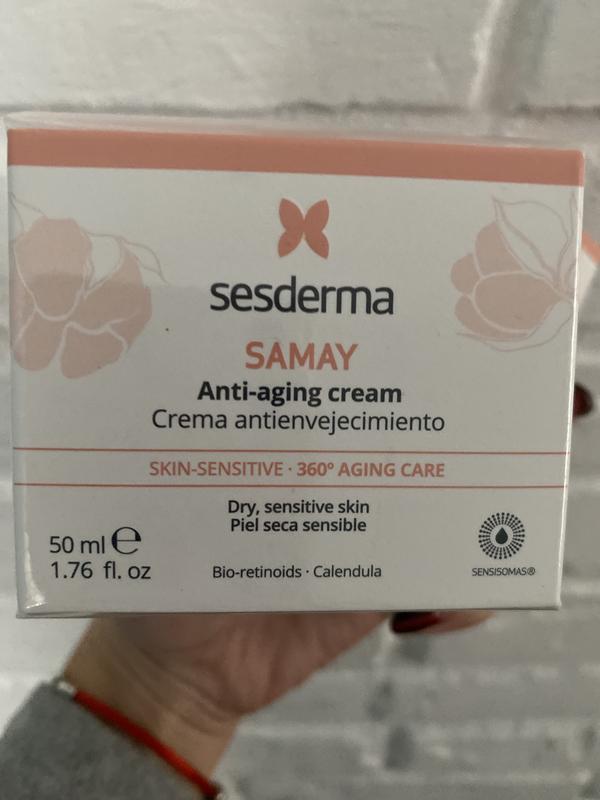 sesderma
SAMAY
Anti-aging cream
Crema antienvejecimiento
SKIN-SENSITIVE · 360º AGING CARE
Dry, sensitive skin
Piel seca sensible
50 ml ℮
1.76 fl. oz
Bio-retinoids · Calendula
SENSISOMAS®